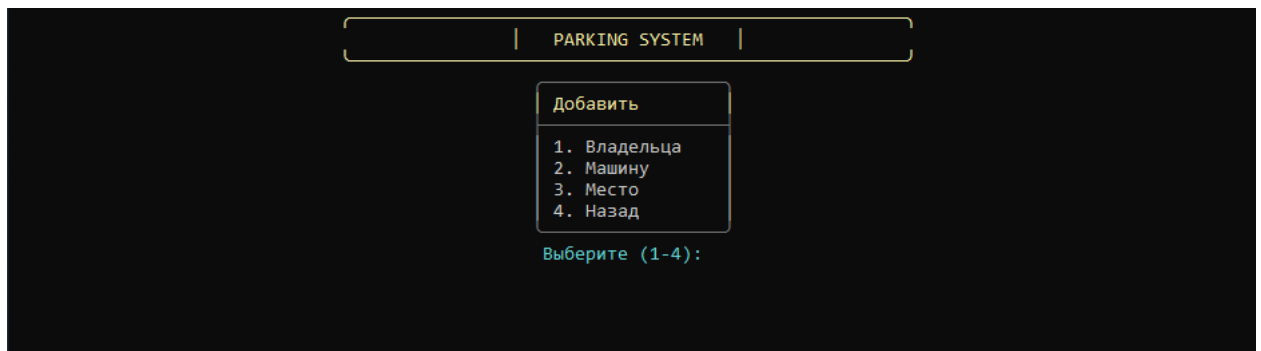 PARKING SYSTEM
Добавить
1. Владельца
2. Машину
3. Место
4. Назад
Выберите (1-4):